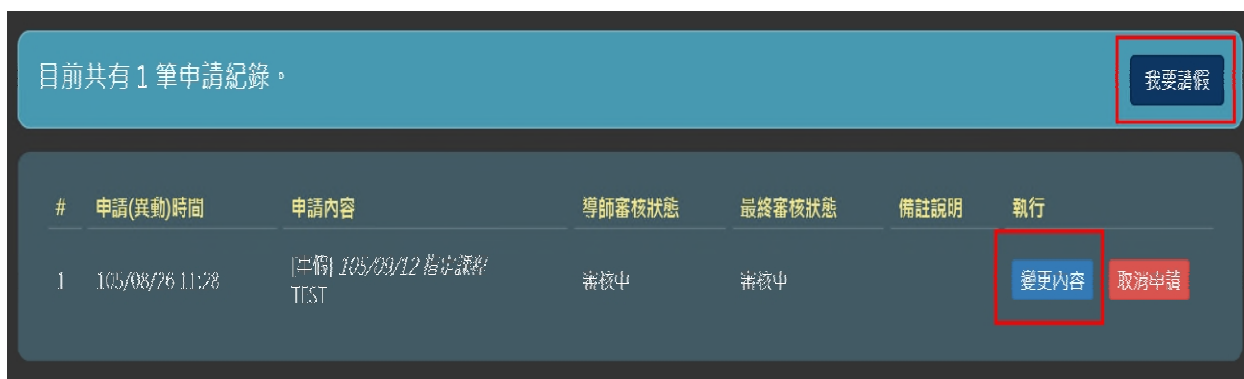 目前共有 1 筆申請紀錄。
我要請假
# 申請(異動)時間 申請內容 導師審核狀態 最終審核狀態 備註說明 執行
1 105/08/26 11:28 105/09/12 指定課程 審核中 審核中 變更內容 取消申請
TEST